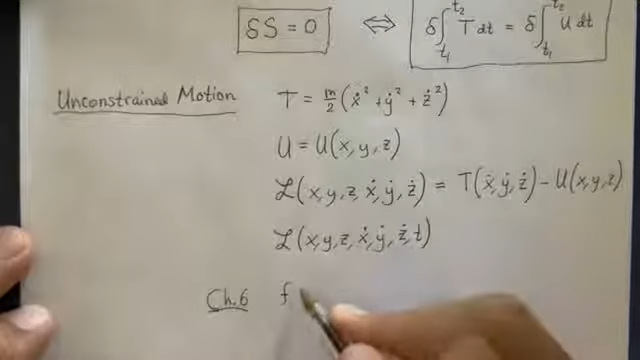 δS = 0 ⟺ δ∫_{t₁}^{t₂} T dt = δ∫_{t₁}^{t₂} U dt
Unconstrained Motion T = m/2 (ẋ² + ẏ² + ż²)
U = U(x, y, z)
ℒ(x, y, z, ẋ, ẏ, ż) = T(ẋ, ẏ, ż) − U(x, y, z)
ℒ(x, y, z, ẋ, ẏ, ż, t)
Ch. 6 f